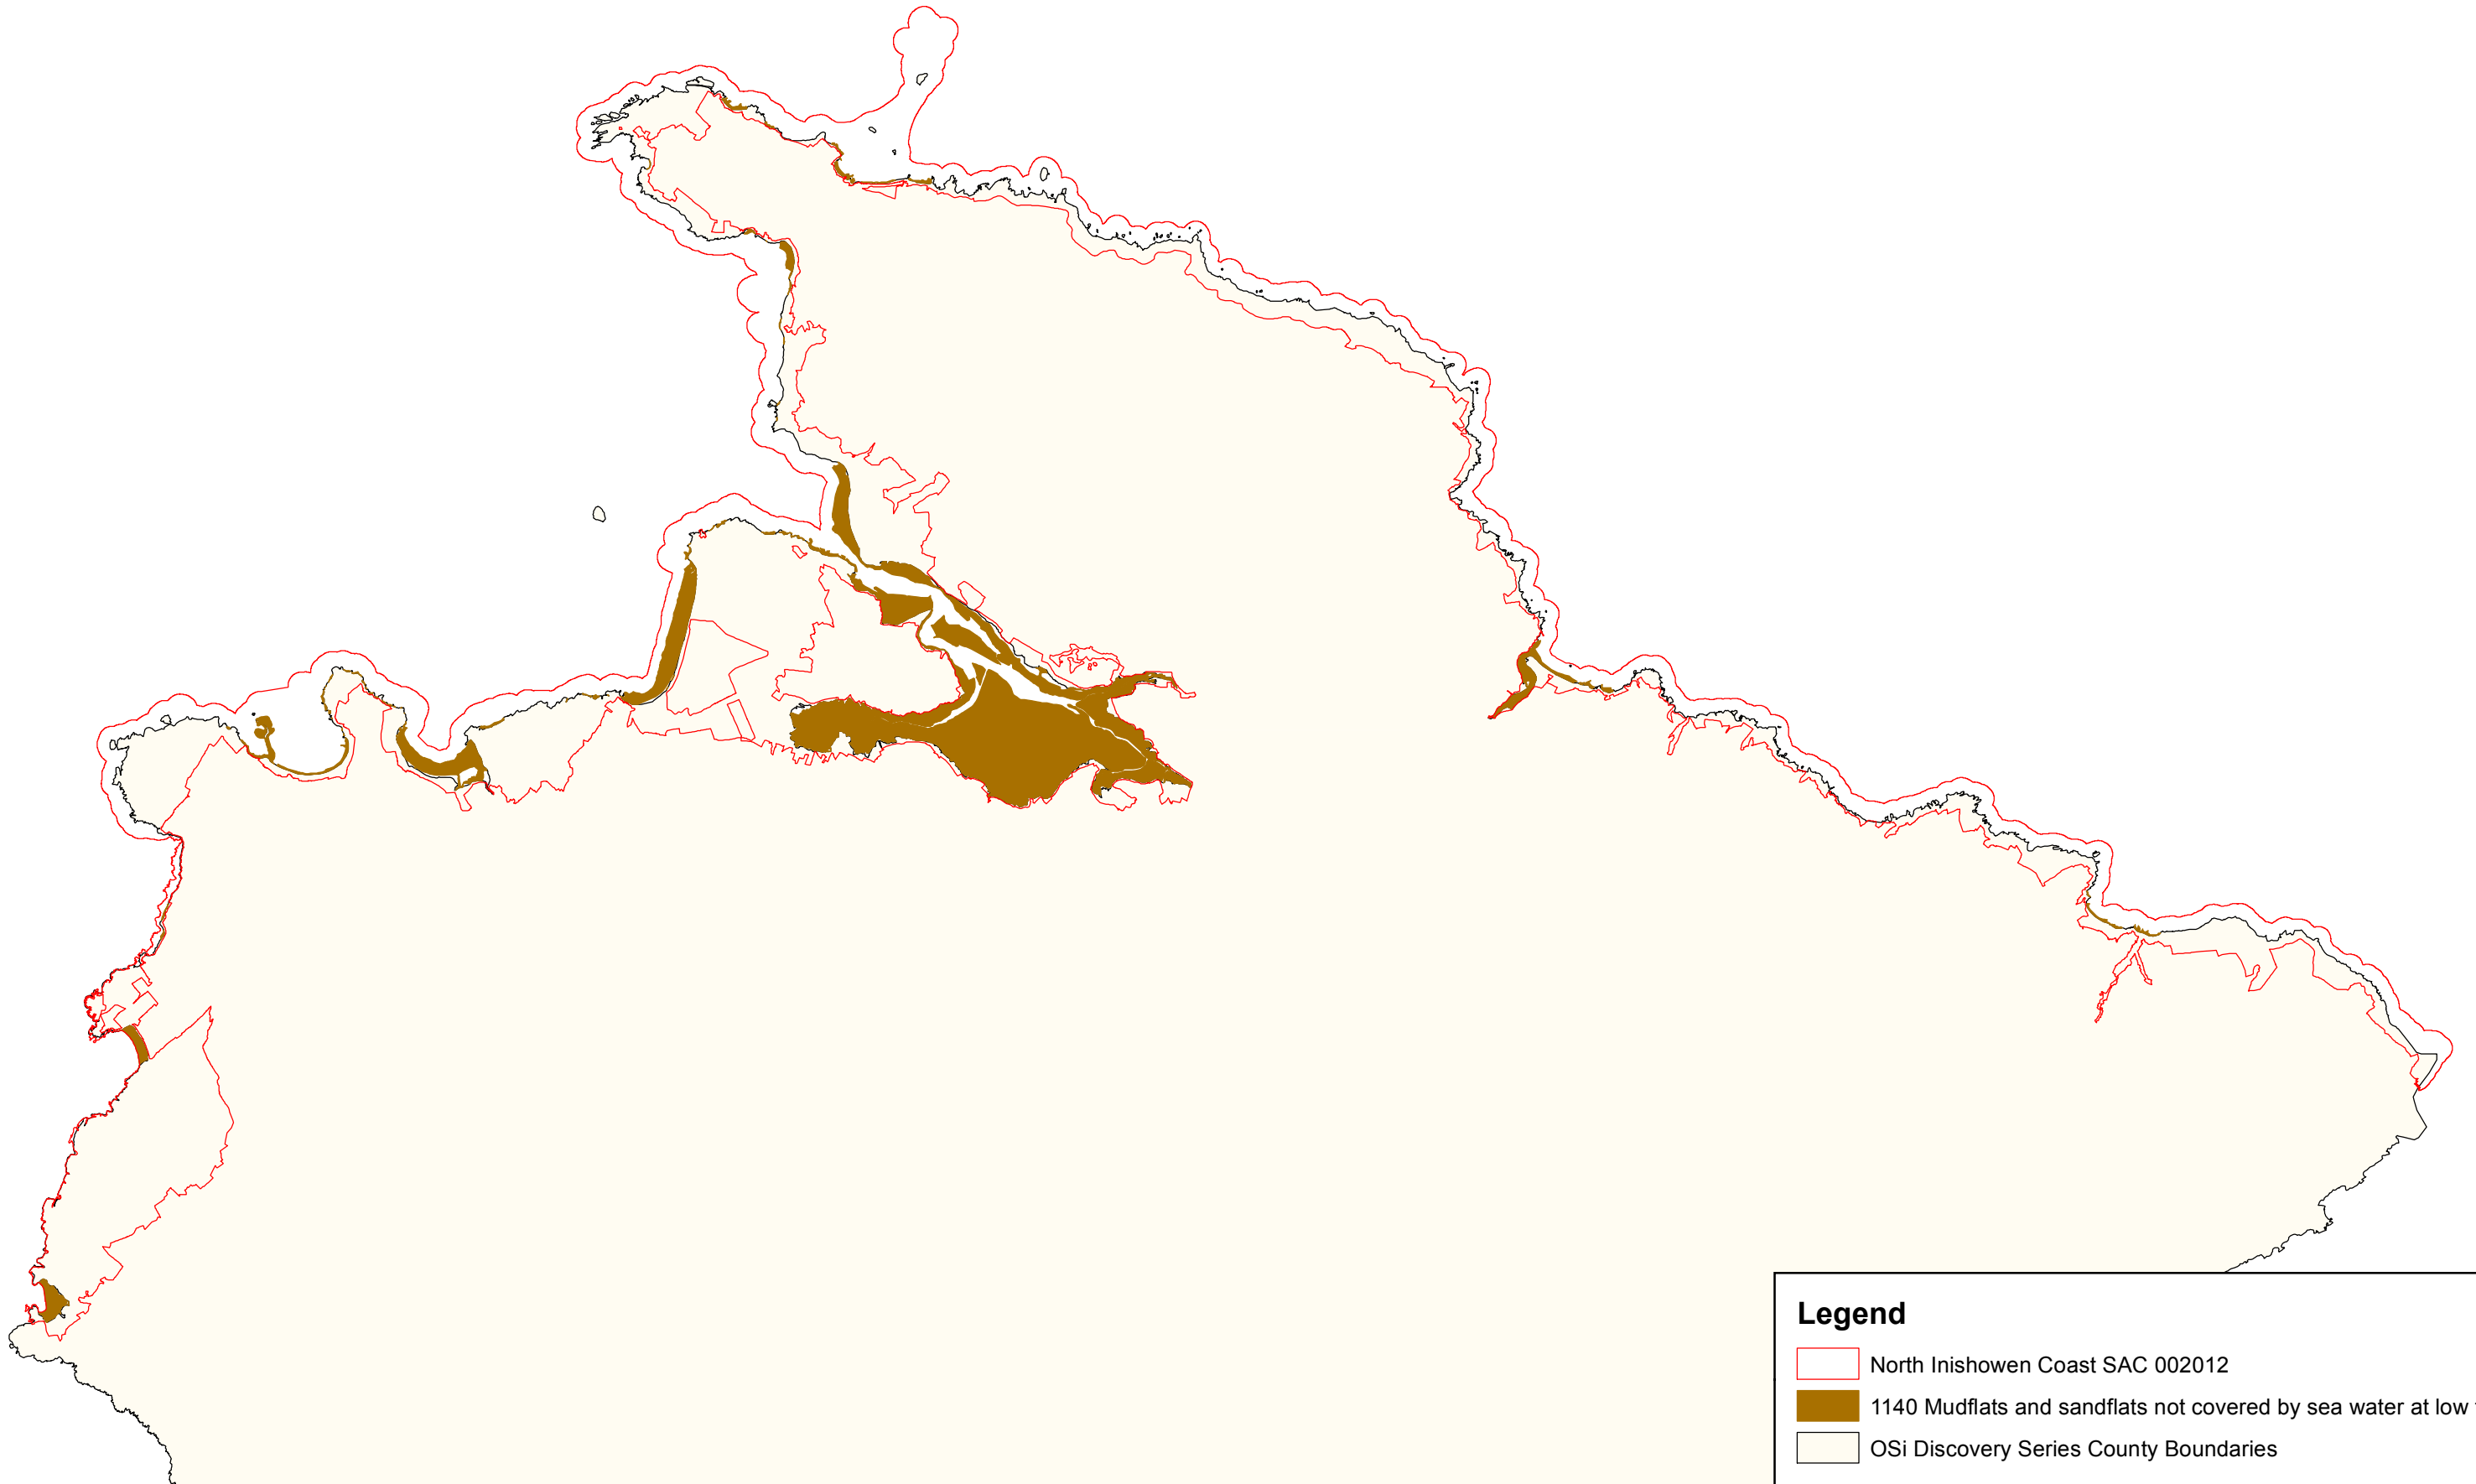 Legend
North Inishowen Coast SAC 002012
1140 Mudflats and sandflats not covered by sea water at low
OSi Discovery Series County Boundaries